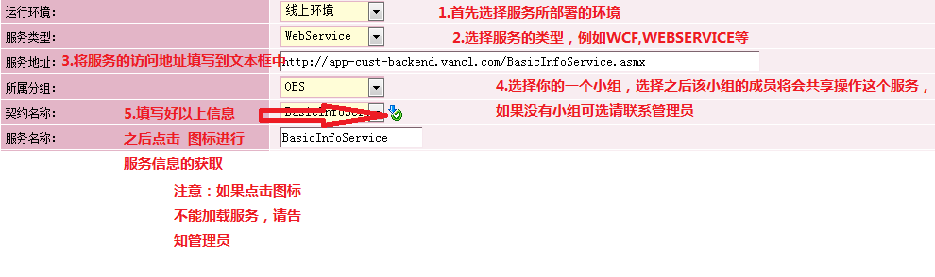 运行环境: 线上环境 1.首先选择服务所部署的环境
服务类型: WebService 2.选择服务的类型，例如WCF,WEBSERVICE等
服务地址: 3.将服务的访问地址填写到文本框中 http://app-cust-backend.vancl.com/BasicInfoService.asmx
所属分组: OES 4.选择你的一个小组，选择之后该小组的成员将会共享操作这个服务，
契约名称: 5.填写好以上信息 BasicInfoSer 如果没有小组可选请联系管理员
服务名称: 之后点击 图标进行 BasicInfoService
服务信息的获取
注意：如果点击图标
不能加载服务，请告
知管理员